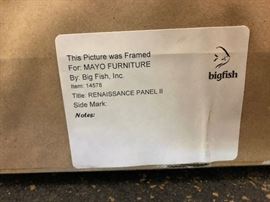 This Picture was Framed
For: MAYO FURNITURE
By: Big Fish, Inc.
Item: 14578
Title: RENAISSANCE PANEL II
Side Mark:
Notes:
bigfish